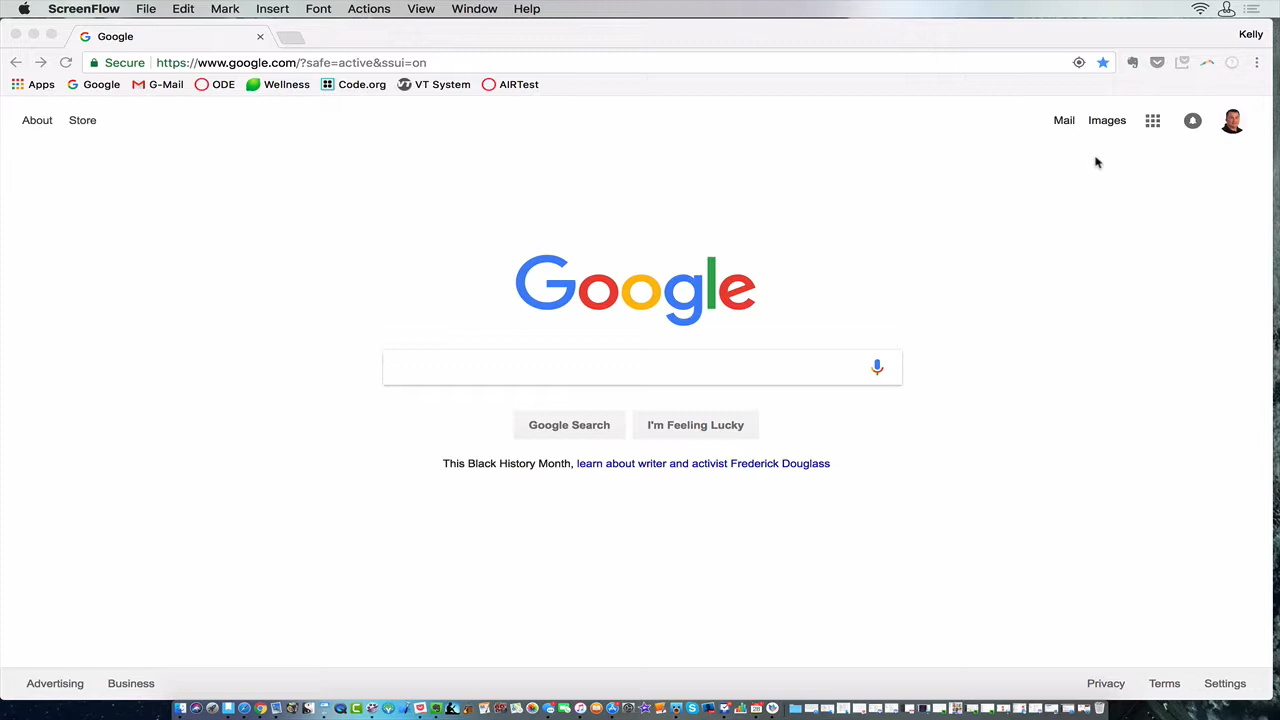 ScreenFlow File Edit Mark Insert Font Actions View Window Help
Google
Kelly
Secure https://www.google.com/?safe=active&ssui=on
Apps Google G-Mail ODE Wellness Code.org VT System AIRTest
About Store Mail Images
Google
Google Search I'm Feeling Lucky
This Black History Month, learn about writer and activist Frederick Douglass
Advertising Business Privacy Terms Settings